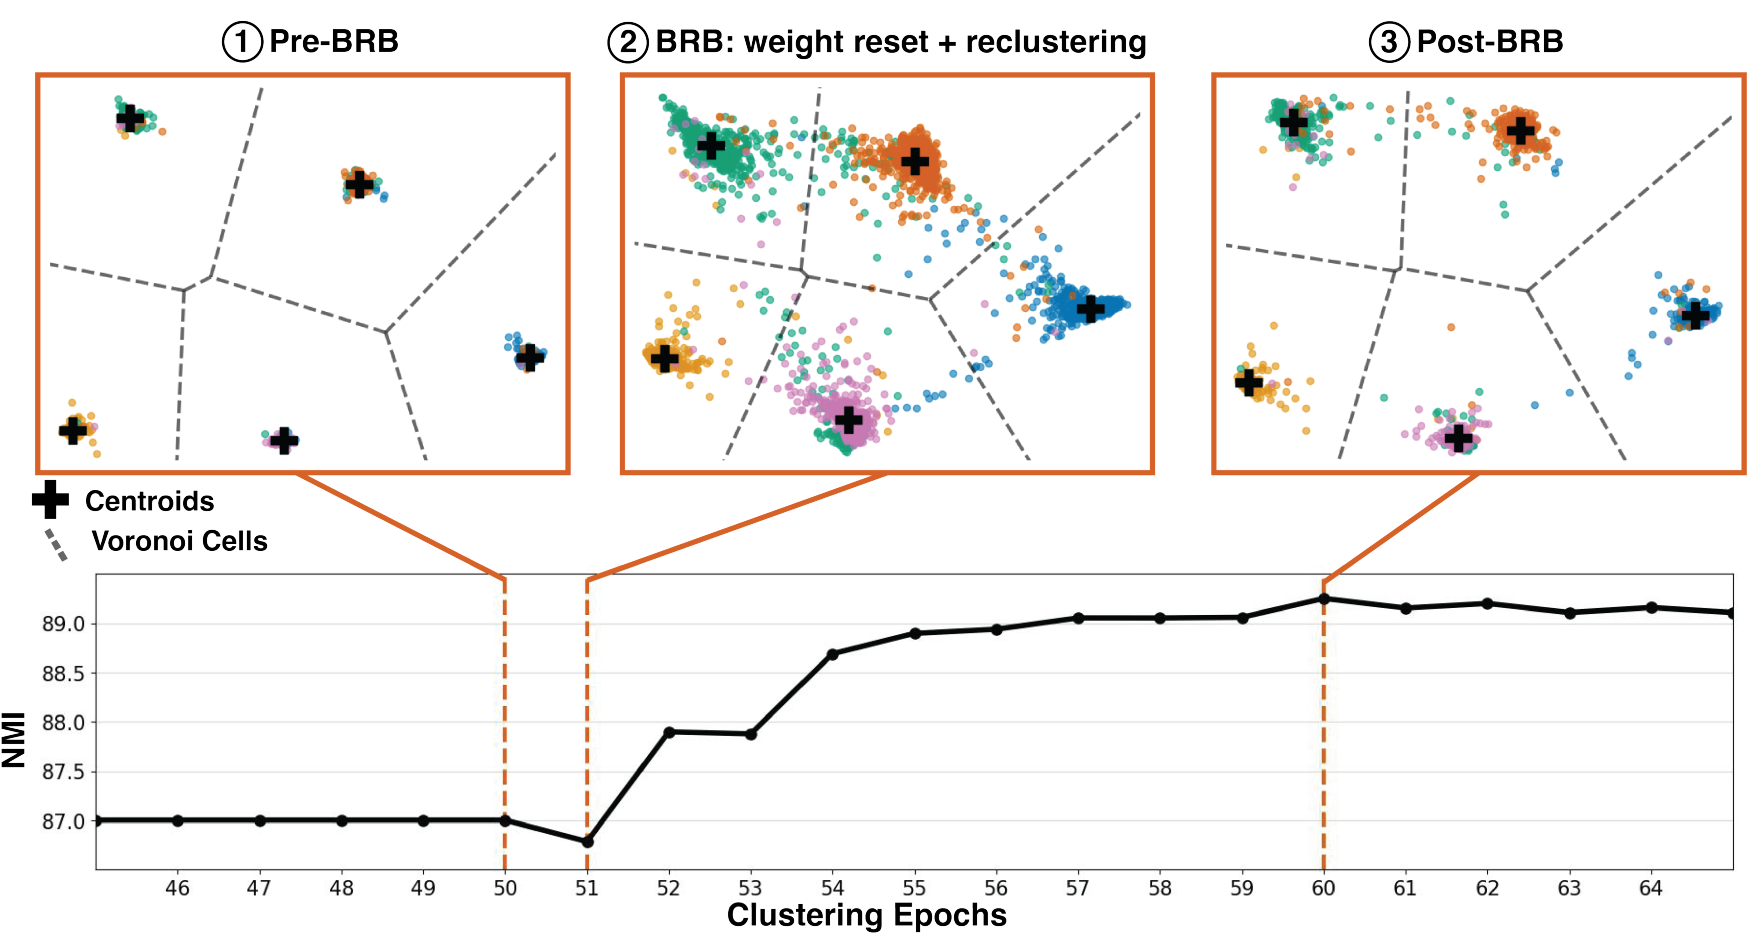 1 Pre-BRB
2 BRB: weight reset + reclustering
3 Post-BRB
Centroids
Voronoi Cells
NMI
89.0
88.5
88.0
87.5
87.0
46 47 48 49 50 51 52 53 54 55 56 57 58 59 60 61 62 63 64
Clustering Epochs